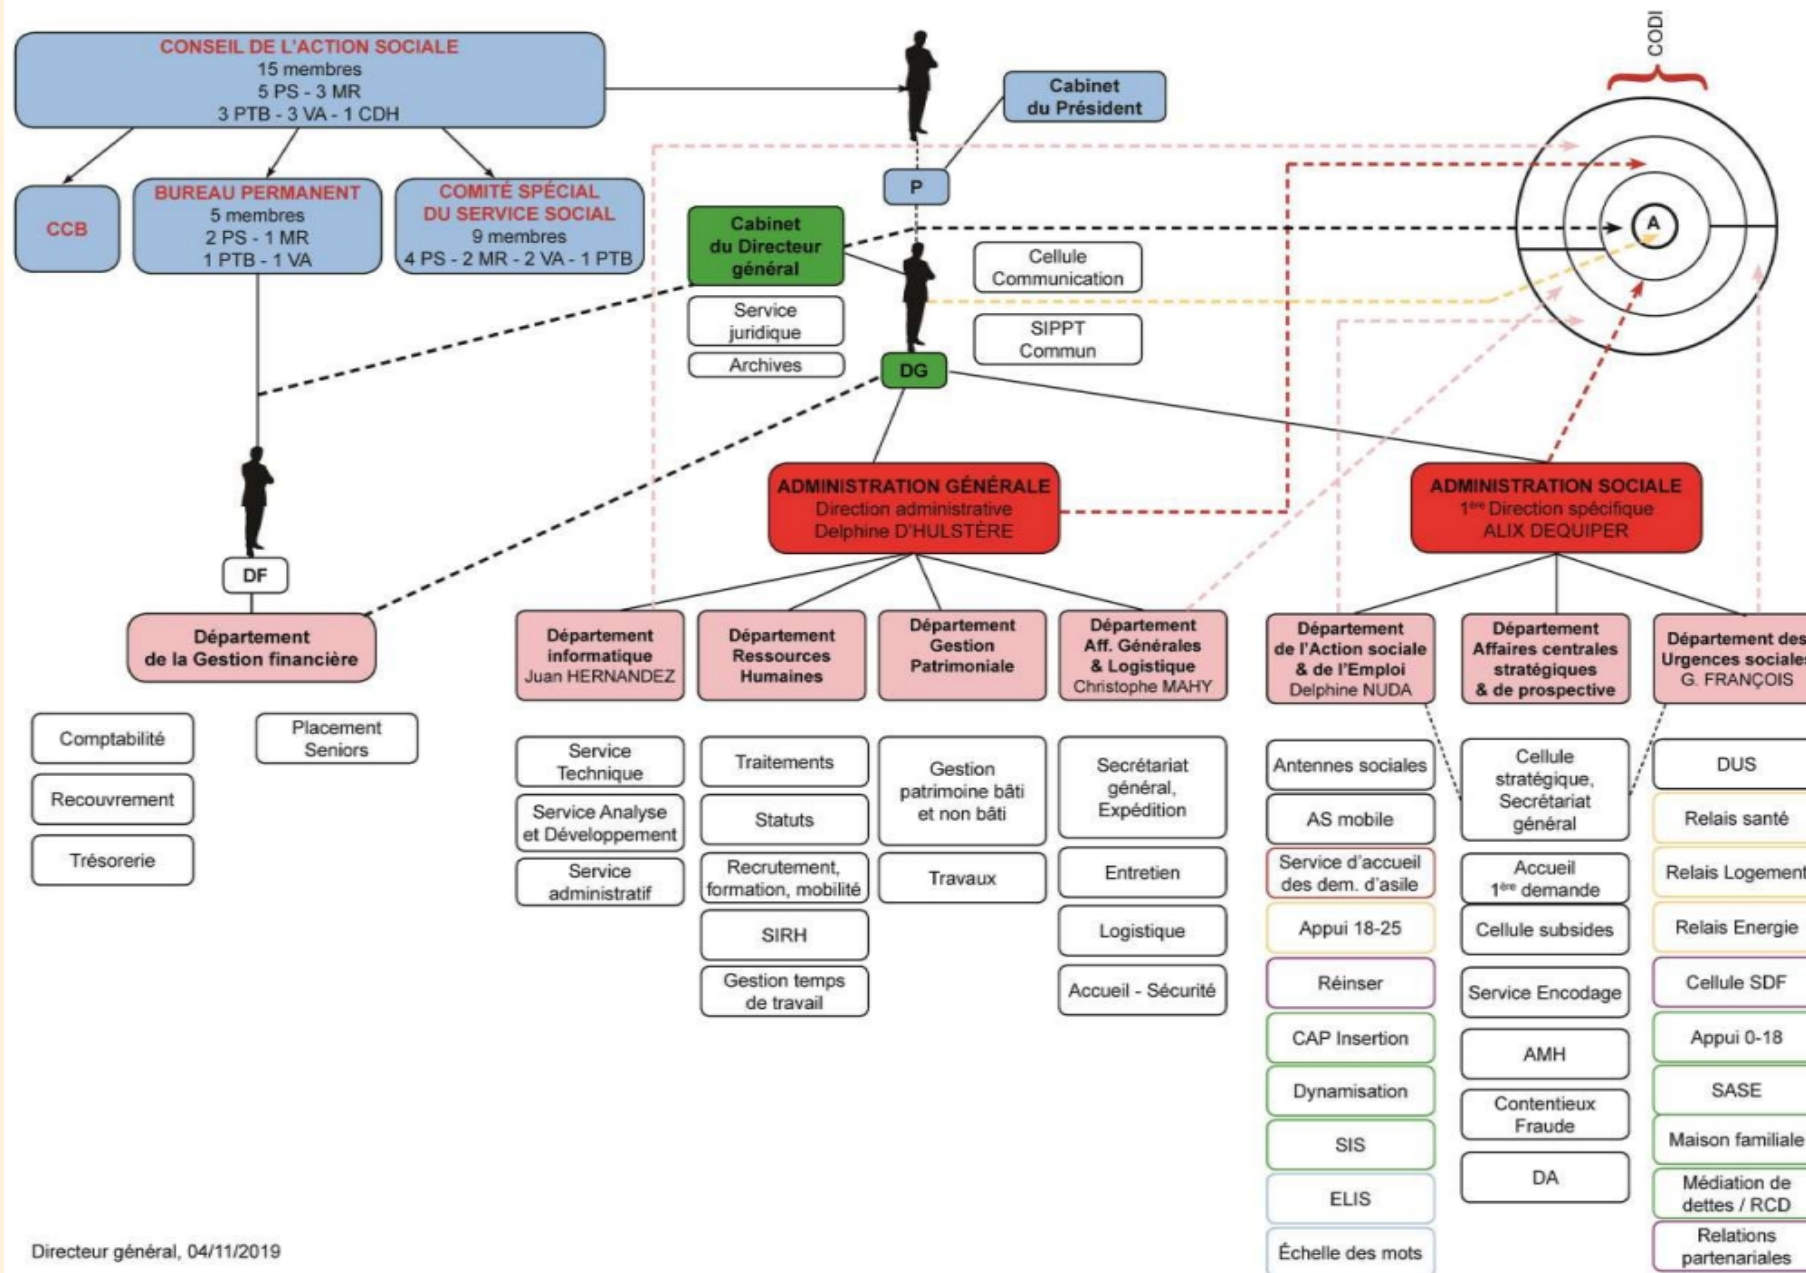 CONSEIL DE L'ACTION SOCIALE
15 membres
5 PS - 3 MR
3 PTB - 3 VA - 1 CDH
Cabinet
du Président
CODI
CCB
BUREAU PERMANENT
5 membres
2 PS - 1 MR
1 PTB - 1 VA
COMITÉ SPÉCIAL
DU SERVICE SOCIAL
9 membres
4 PS - 2 MR - 2 VA - 1 PTB
P
Cabinet
du Directeur
général
Cellule
Communication
A
Service
juridique
SIPPT
Commun
Archives
DG
ADMINISTRATION GÉNÉRALE
Direction administrative
Delphine D'HULSTÈRE
ADMINISTRATION SOCIALE
1ère Direction spécifique
ALIX DEQUIPER
DF
Département
de la Gestion financière
Département
informatique
Juan HERNANDEZ
Département
Ressources
Humaines
Département
Gestion
Patrimoniale
Département
Aff. Générales
& Logistique
Christophe MAHY
Département
de l'Action sociale
& de l'Emploi
Delphine NUDA
Département
Affaires centrales
stratégiques
& de prospective
Département des
Urgences sociales
G. FRANÇOIS
Comptabilité
Recouvrement
Trésorerie
Placement
Seniors
Service
Technique
Service Analyse
et Développement
Service
administratif
Traitements
Statuts
Recrutement,
formation, mobilité
SIRH
Gestion temps
de travail
Gestion
patrimoine bâti
et non bâti
Travaux
Secrétariat
général,
Expédition
Entretien
Logistique
Accueil - Sécurité
Antennes sociales
AS mobile
Service d'accueil
des dem. d'asile
Appui 18-25
Réinser
CAP Insertion
Dynamisation
SIS
ELIS
Échelle des mots
Cellule
stratégique,
Secrétariat
général
Accueil
1ère demande
Cellule subsides
Service Encodage
AMH
Contentieux
Fraude
DA
DUS
Relais santé
Relais Logement
Relais Energie
Cellule SDF
Appui 0-18
SASE
Maison familiale
Médiation de
dettes / RCD
Relations
partenariales
Directeur général, 04/11/2019